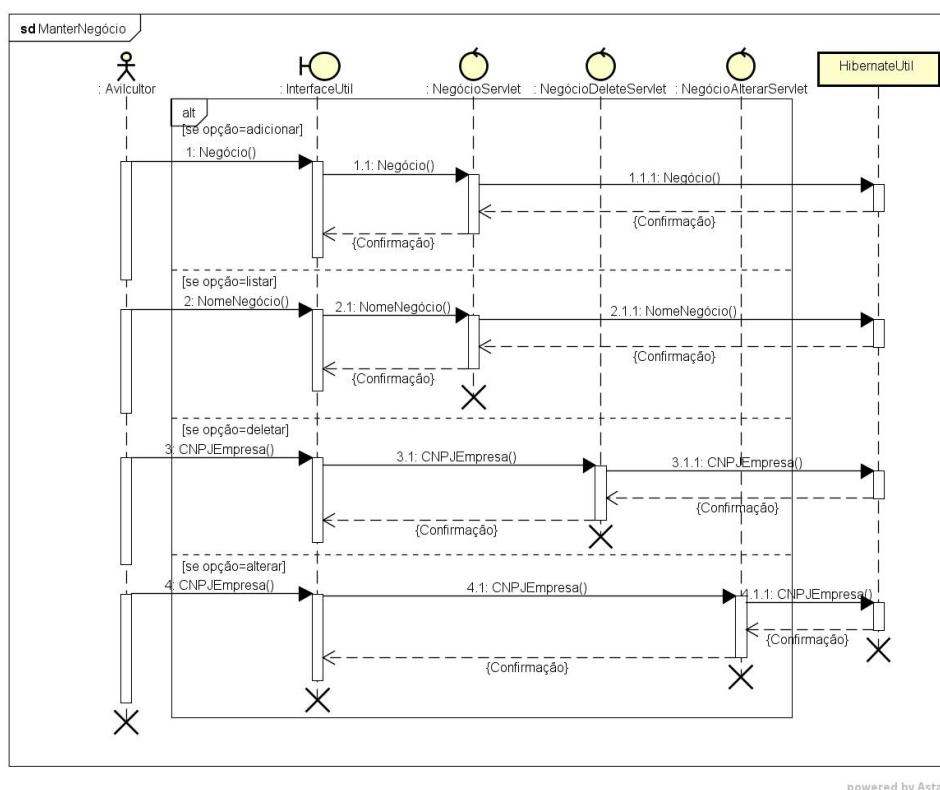 sd ManterNegócio
: Avilcultor
: InterfaceUtil
: NegócioServlet
: NegócioDeleteServlet
: NegócioAlterarServlet
HibernateUtil
alt
[se opção=adicionar]
1: Negócio()
1.1: Negócio()
1.1.1: Negócio()
{Confirmação}
{Confirmação}
[se opção=listar]
2: NomeNegócio()
2.1: NomeNegócio()
2.1.1: NomeNegócio()
{Confirmação}
{Confirmação}
[se opção=deletar]
3: CNPJEmpresa()
3.1: CNPJEmpresa()
3.1.1: CNPJEmpresa()
{Confirmação}
{Confirmação}
[se opção=alterar]
4: CNPJEmpresa()
4.1: CNPJEmpresa()
4.1.1: CNPJEmpresa()
{Confirmação}
{Confirmação}
powered by Asta